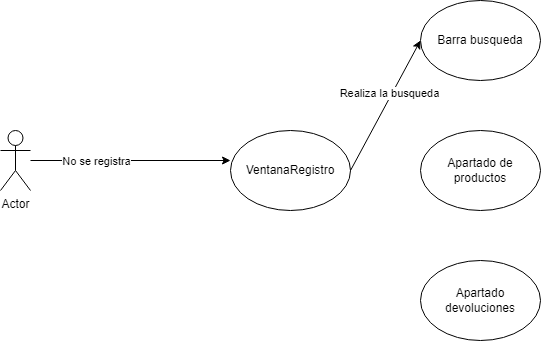 Barra busqueda
Realiza la busqueda
No se registra
VentanaRegistro
Apartado de
productos
Actor
Apartado
devoluciones